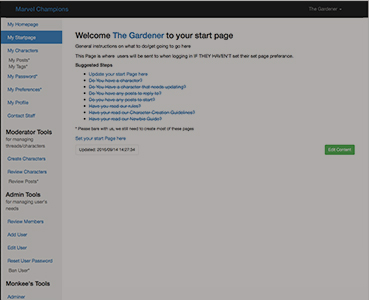 Marvel Champions
The Gardener
My Homepage
My Startpage
My Characters
My Posts*
My Tags*
My Password*
My Preferences*
My Profile
Contact Staff
Moderator Tools
for managing
threads/characters
Create Characters
Review Characters
Review Posts*
Admin Tools
for managing user's
needs
Review Members
Add User
Edit User
Reset User Password
Ban User*
Monkee's Tools
Adminer
Welcome The Gardener to your start page
General instructions on what to do/get going to go here
This Page is where users will be sent to when logging in IF THEY HAVEN'T set their set page preferance.
Suggested Steps
Update your start Page here
Do You have a character?
Do You have a character that needs updating?
Do You have any posts to reply to?
Do you have any posts to start?
Have you read our rules?
Have your read our Character Creation Guidelines?
Have your read our Newbie Guide?
* Please bare with us, we still need to create most of these pages.
Set your start Page here
Updated: 2016/09/14 14:27:34
Edit Content